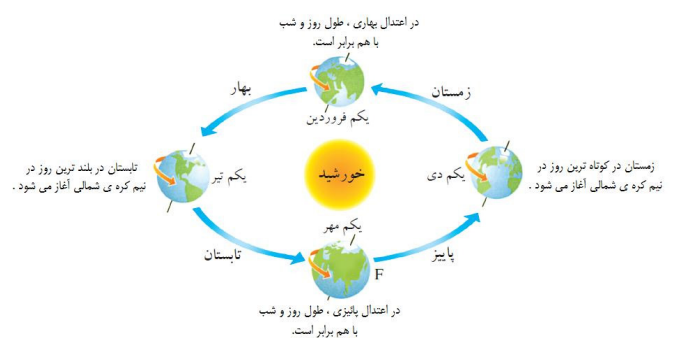 در اعتدال بهاری ، طول روز و شب
با هم برابر است.
زمستان
بهار
یکم فروردین
زمستان در کوتاه ترین روز در
نیم کره ی شمالی آغاز می شود .
یکم دی
خورشید
یکم تیر
تابستان در بلند ترین روز در
نیم کره ی شمالی آغاز می شود .
یکم مهر
پاییز
تابستان
F
در اعتدال پائیزی ، طول روز و شب
با هم برابر است.